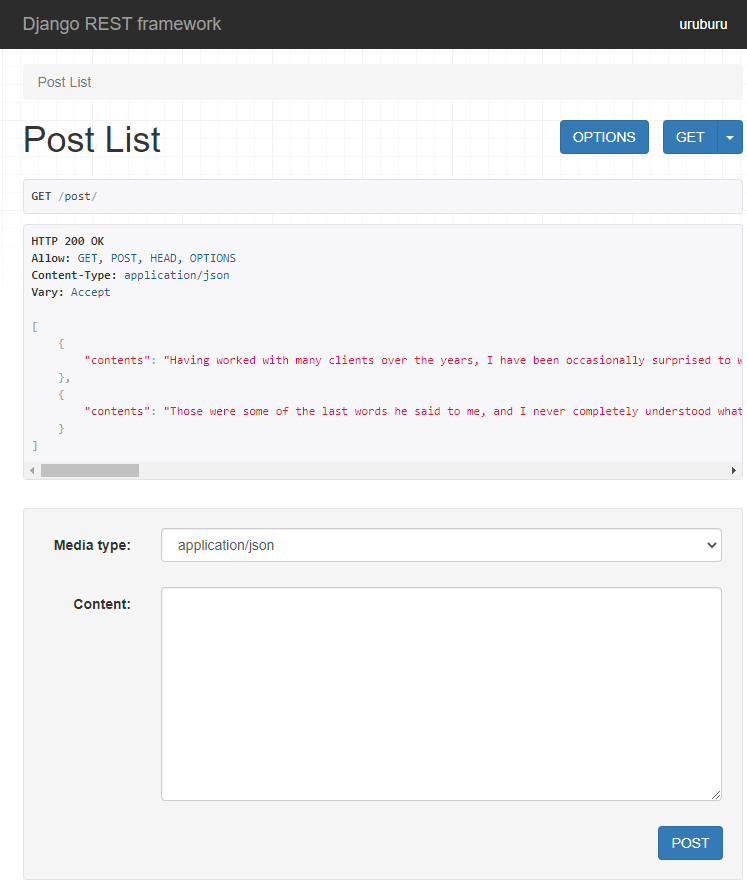 Django REST framework uruburu
Post List
Post List OPTIONS GET
GET /post/
HTTP 200 OK
Allow: GET, POST, HEAD, OPTIONS
Content-Type: application/json
Vary: Accept
[
{
"contents": "Having worked with many clients over the years, I have been occasionally surprised to
},
{
"contents": "Those were some of the last words he said to me, and I never completely understood what
}
]
Media type: application/json
Content:
POST